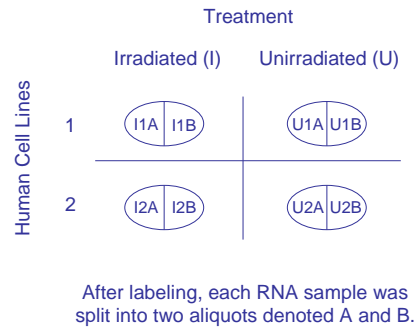 Treatment
Irradiated (I) Unirradiated (U)
Human Cell Lines
1 I1A I1B U1A U1B
2 I2A I2B U2A U2B
After labeling, each RNA sample was
split into two aliquots denoted A and B.